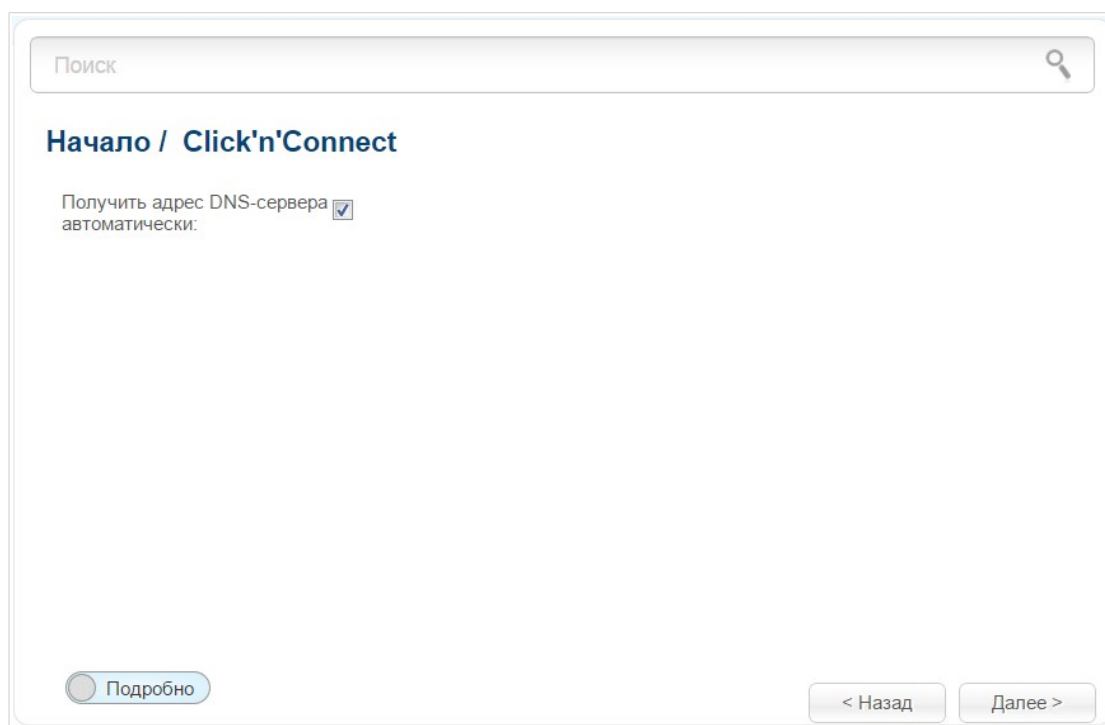 Поиск
Начало / Click'n'Connect
Получить адрес DNS-сервера
автоматически:
Подробно
< Назад
Далее >